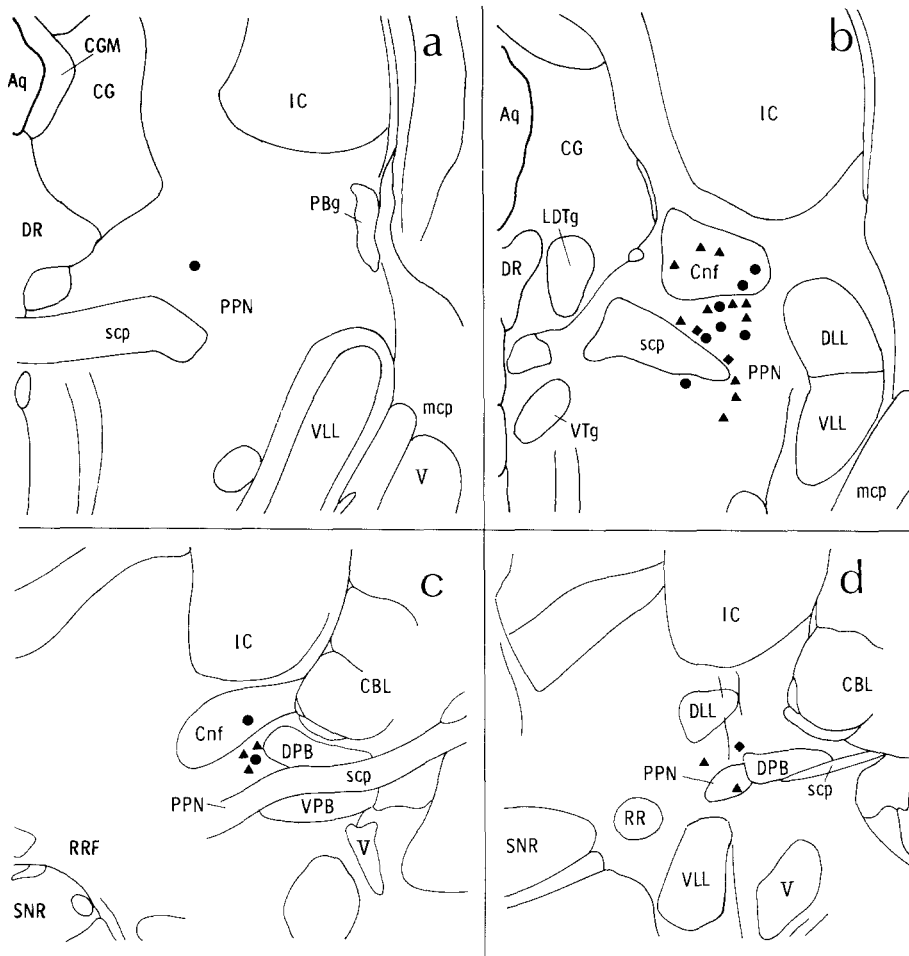 a
CGM
Aq
CG
IC
PBg
DR
PPN
scp
VLL
mcp
V
b
Aq
CG
IC
LDTg
DR
Cnf
scp
PPN
DLL
VTg
VLL
mcp
c
IC
CBL
Cnf
DPB
scp
PPN
VPB
RRF
V
SNR
d
IC
CBL
DLL
PPN
DPB
scp
RR
SNR
VLL
V